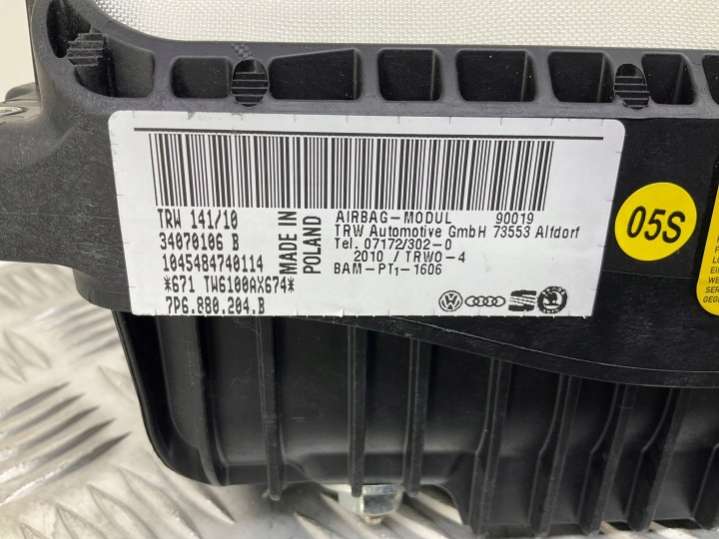 TRW 141/10
34070106 B
1045484740114
*671 TW6100AX674*
7P6.880.204.B
MADE IN
POLAND
AIRBAG-MODUL 90019
TRW Automotive GmbH 73553 Alfdorf
Tel. 07172/302-0
2010 / TRWO-4
BAM-PT1-1606
05S